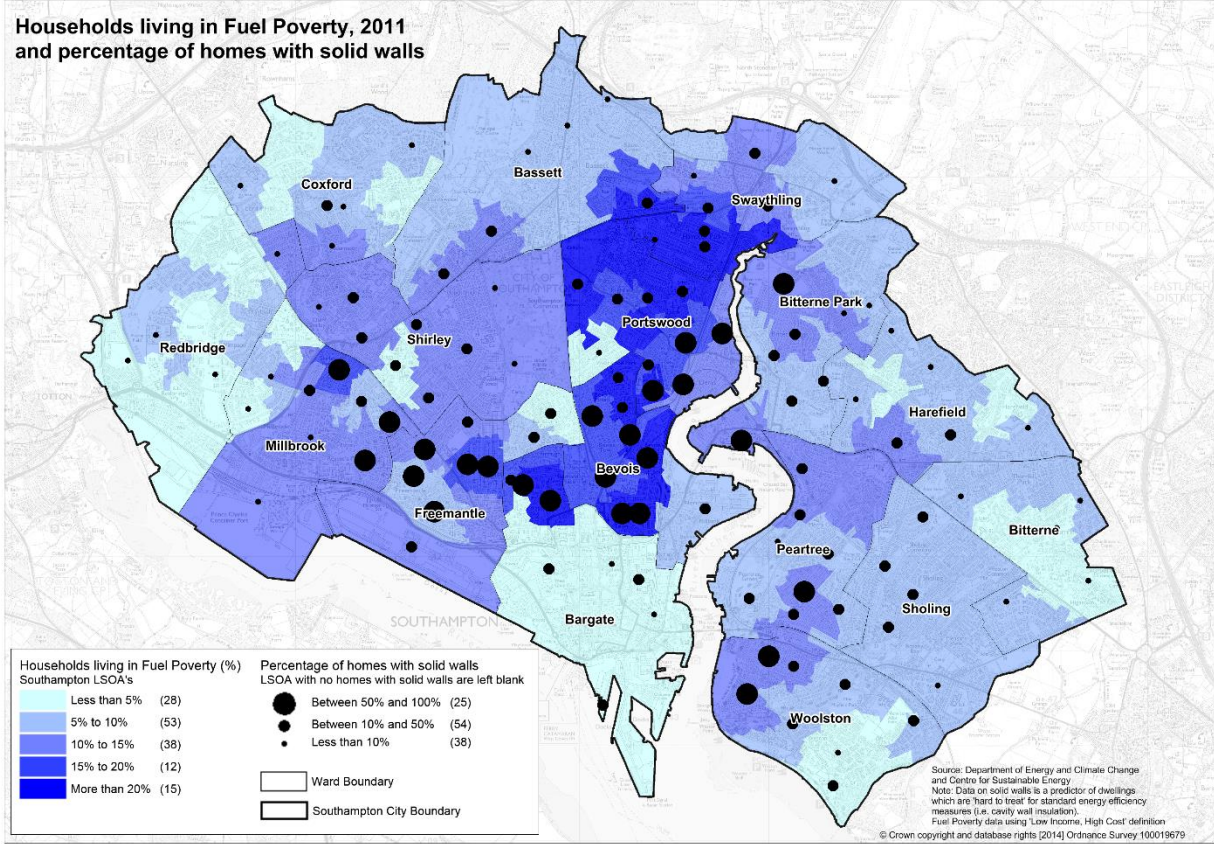 Households living in Fuel Poverty, 2011
and percentage of homes with solid walls
Bassett
Coxford
Swaythling
Bitterne Park
Portswood
Shirley
Redbridge
Harefield
Millbrook
Bevois
Freemantle
Bitterne
Peartree
Sholing
Bargate
SOUTHAMPTON
Woolston
Households living in Fuel Poverty (%)
Southampton LSOA's
Less than 5% (28)
5% to 10% (53)
10% to 15% (38)
15% to 20% (12)
More than 20% (15)
Percentage of homes with solid walls
LSOA with no homes with solid walls are left blank
Between 50% and 100% (25)
Between 10% and 50% (54)
Less than 10% (38)
Ward Boundary
Southampton City Boundary
Source: Department of Energy and Climate Change
and Centre for Sustainable Energy
Note: Data on solid walls is a predictor of dwellings
which are 'hard to treat' for standard energy efficiency
measures (i.e. cavity wall insulation).
Fuel Poverty data using 'Low Income, High Cost' definition
© Crown copyright and database rights [2014] Ordnance Survey 100019679